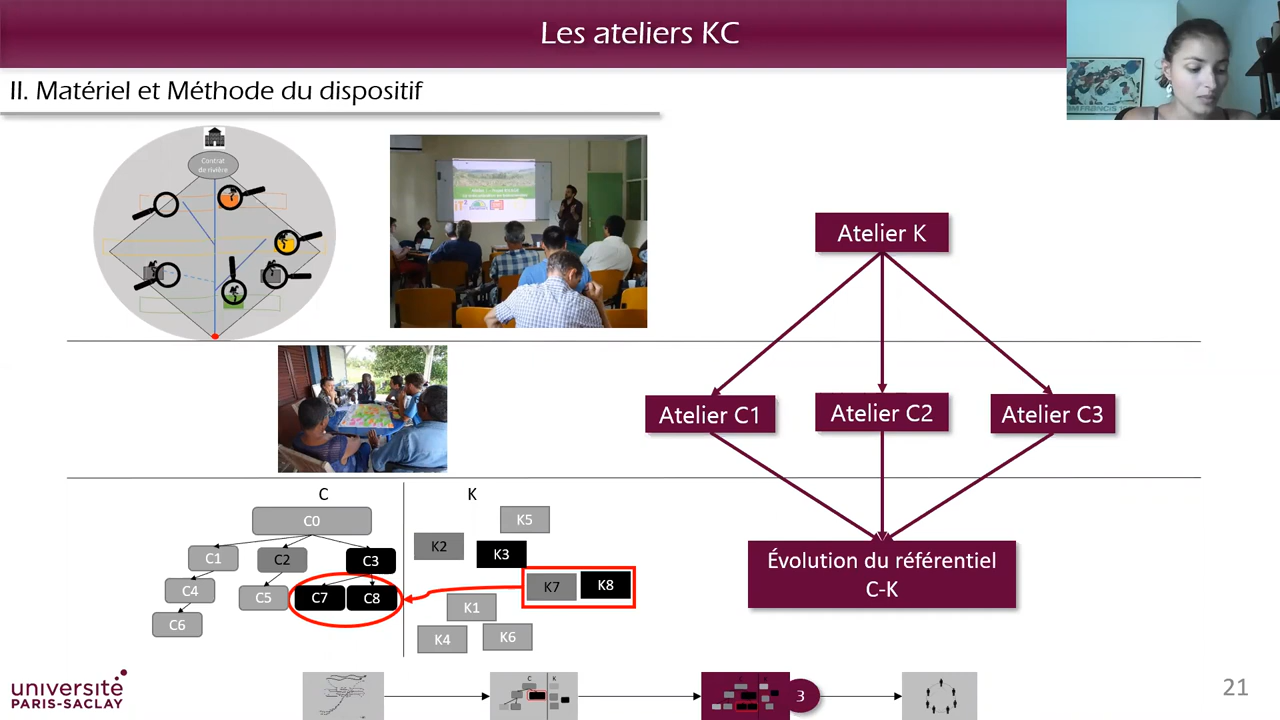 Les ateliers KC
II. Matériel et Méthode du dispositif
Contrat
de rivière
Atelier K
Atelier C1
Atelier C2
Atelier C3
Évolution du référentiel
C-K
C
K
C0
K5
K2
K3
C1
C2
C3
K7
K8
C4
C5
C7
C8
K1
C6
K4
K6
C
K
3
université
PARIS-SACLAY
21